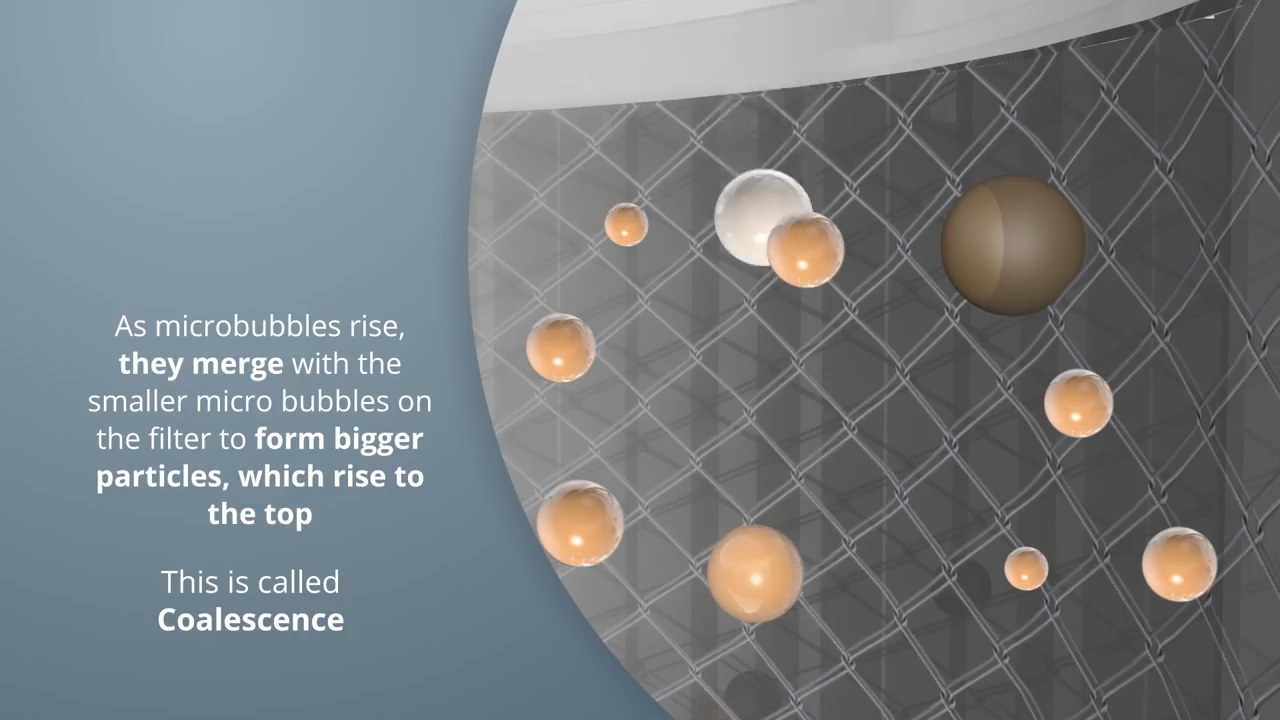 As microbubbles rise,
they merge with the
smaller micro bubbles on
the filter to form bigger
particles, which rise to
the top
This is called
Coalescence